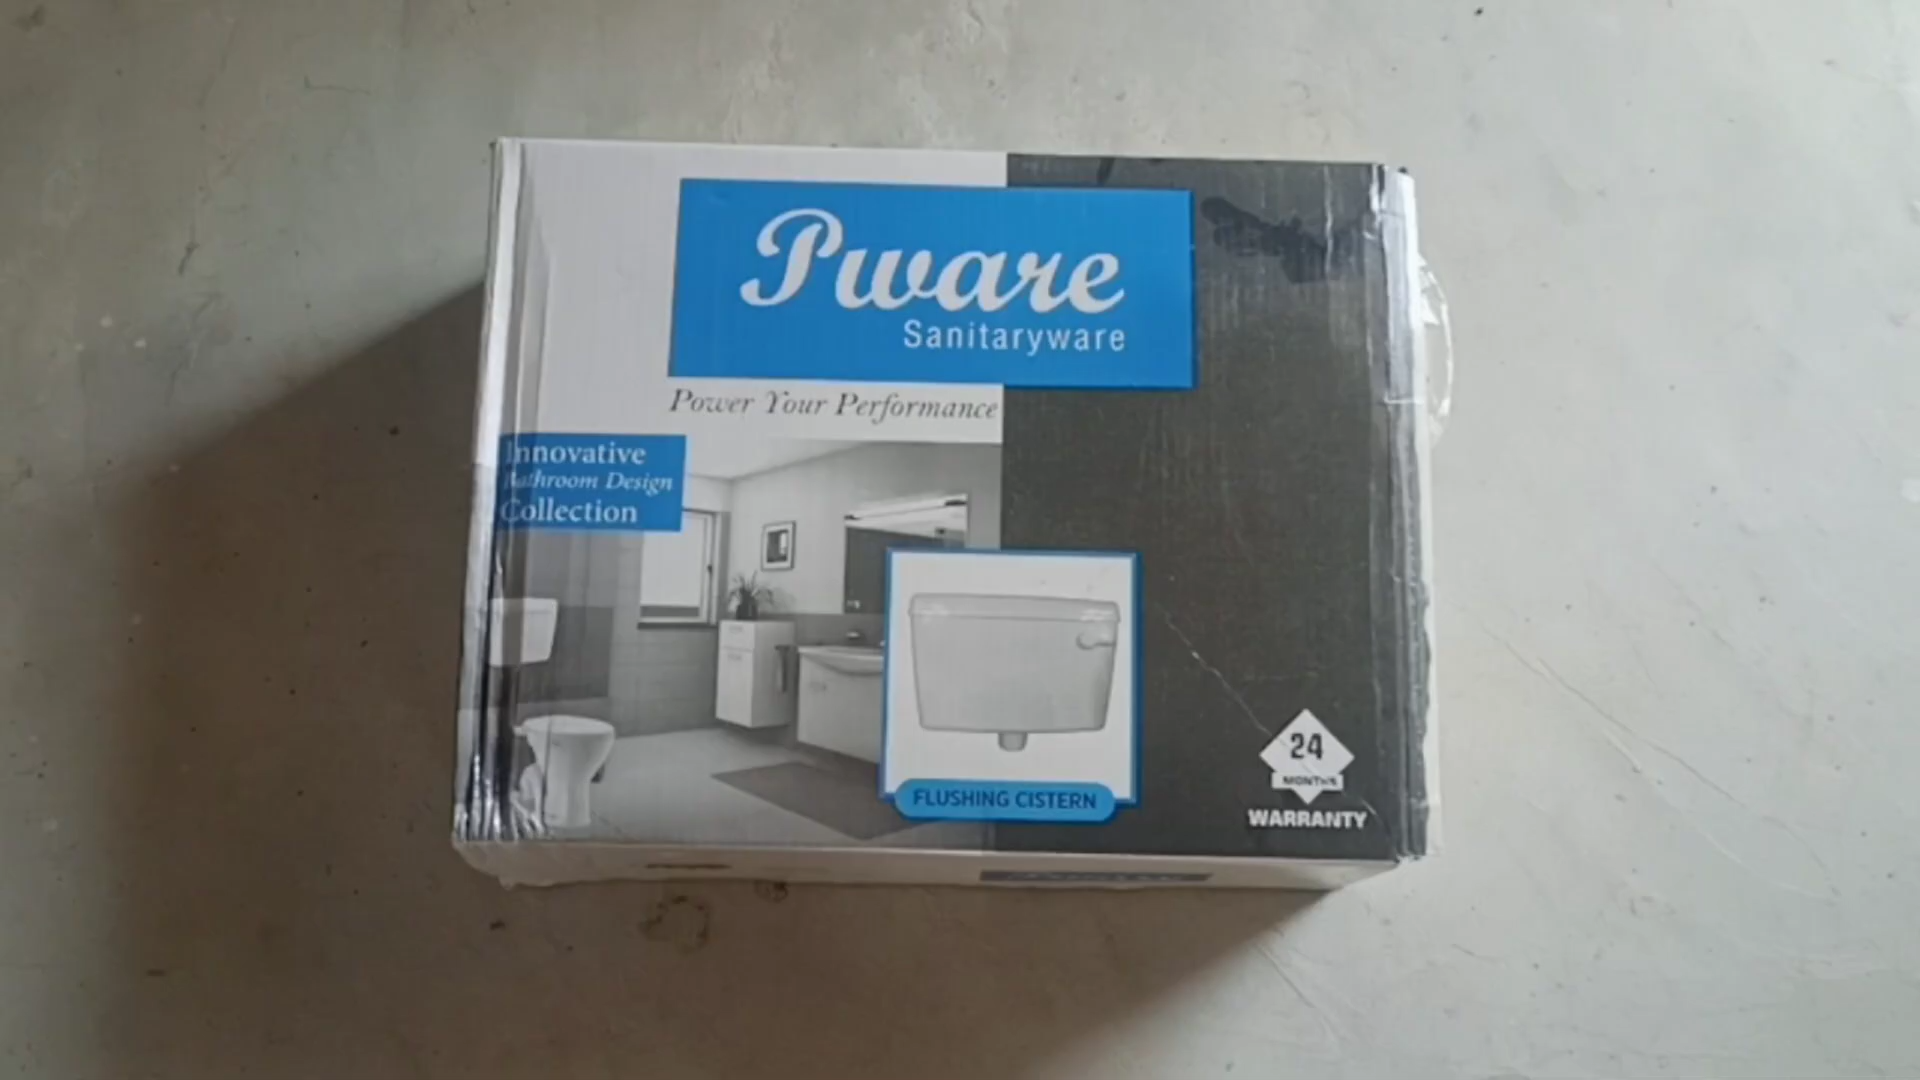 Pware
Sanitaryware
Power Your Performance
Innovative
Bathroom Design
Collection
FLUSHING CISTERN
24
MONTHS
WARRANTY